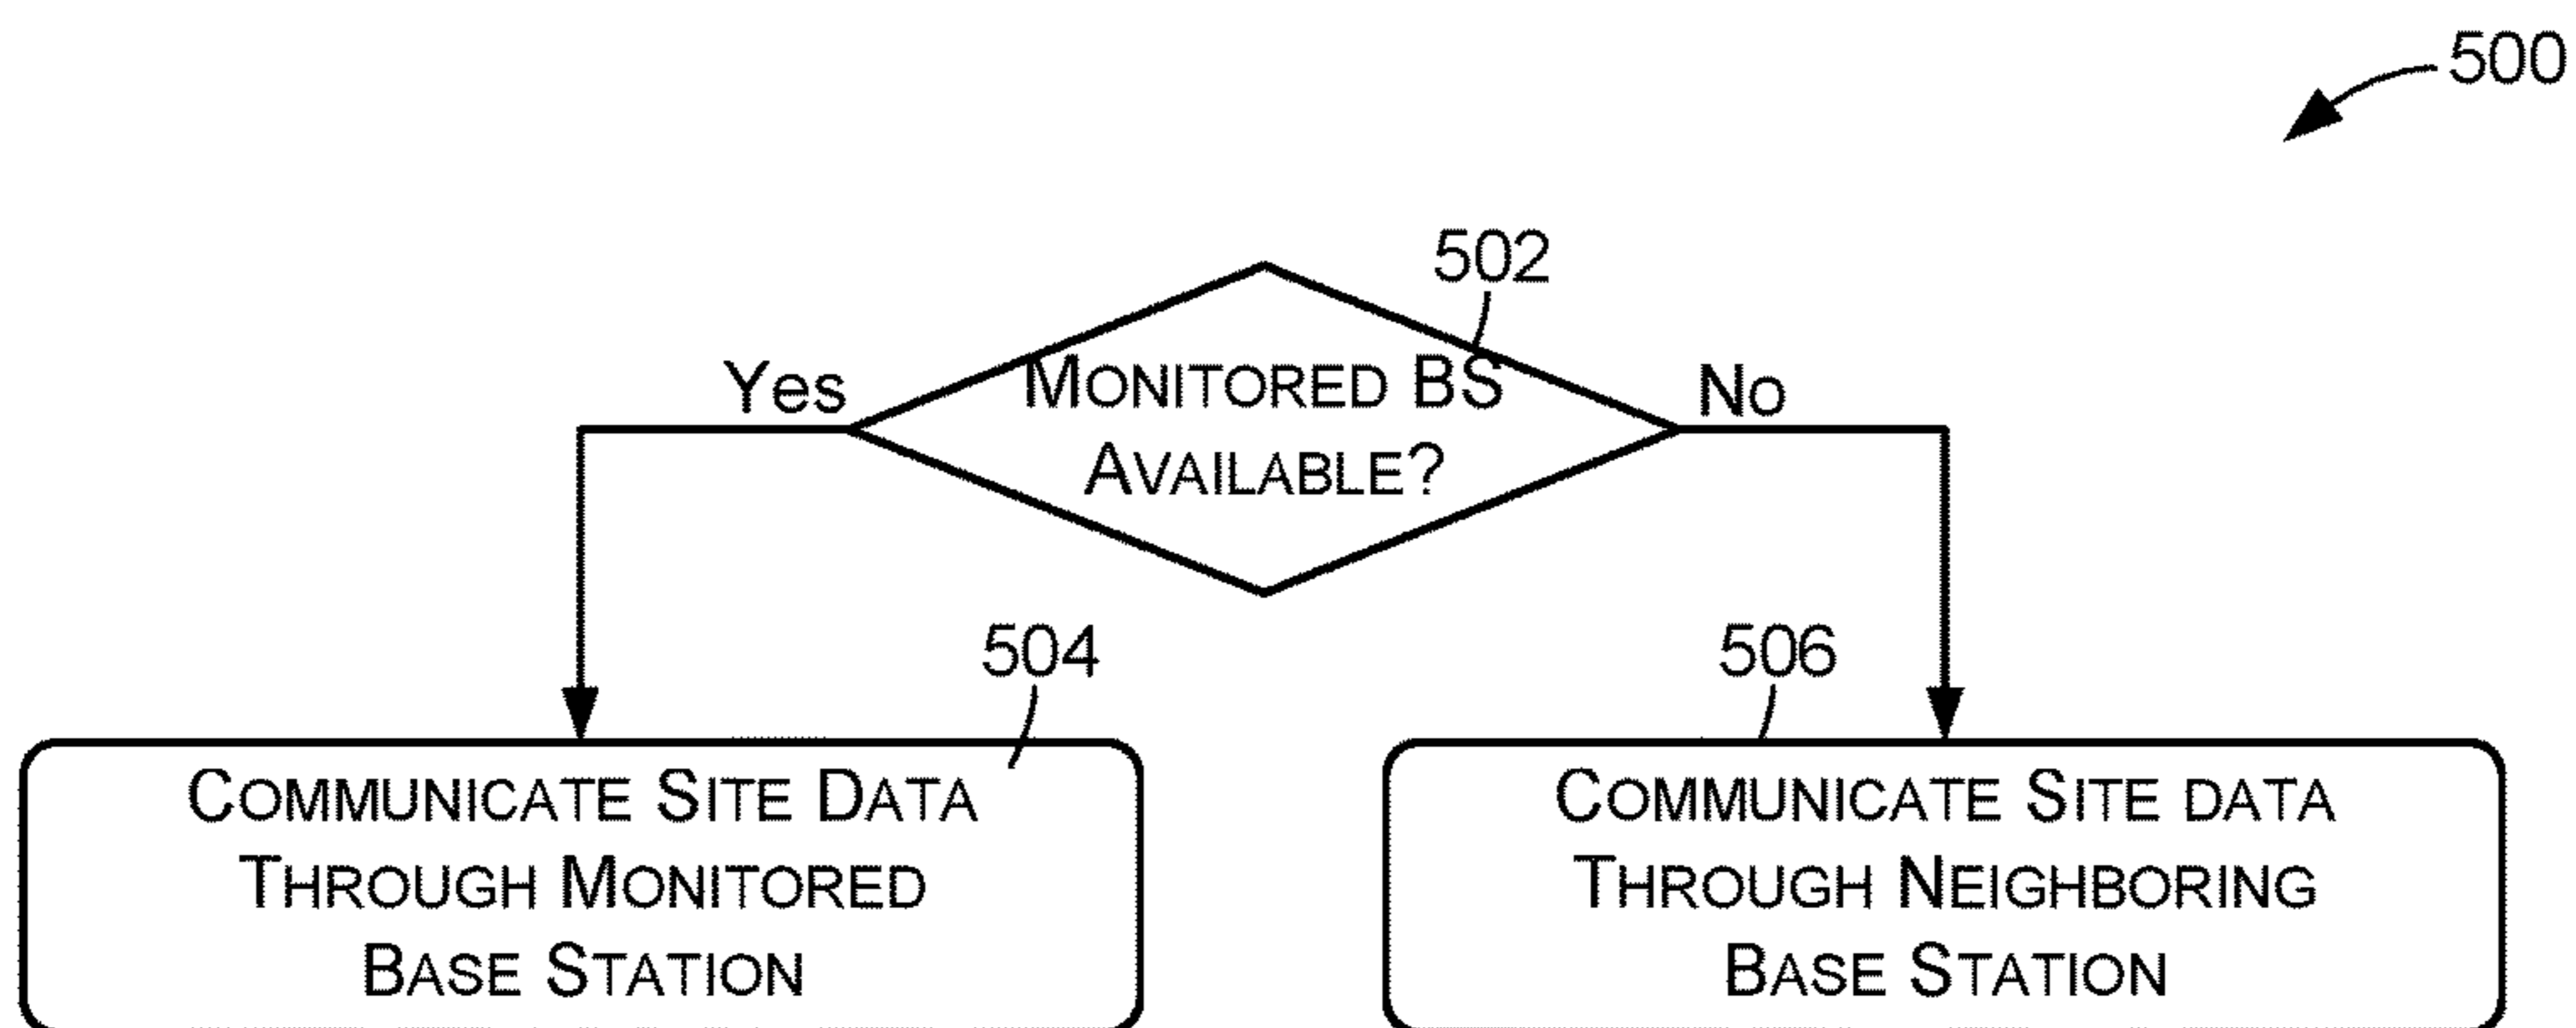 500
502
Yes
MONITORED BS
No
AVAILABLE?
504
506
COMMUNICATE SITE DATA
THROUGH MONITORED
BASE STATION
COMMUNICATE SITE DATA
THROUGH NEIGHBORING
BASE STATION